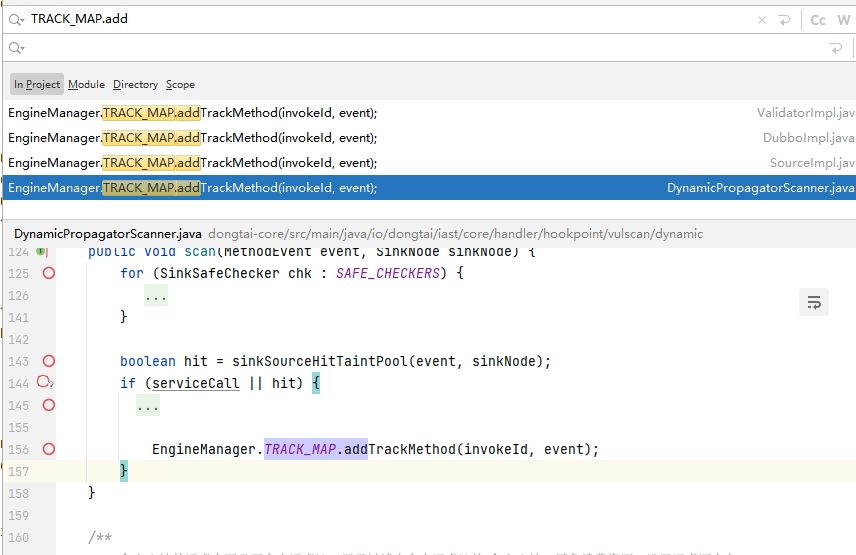 TRACK_MAP.add
Cc W
In Project Module Directory Scope
EngineManager.TRACK_MAP.addTrackMethod(invokeId, event); ValidatorImpl.java
EngineManager.TRACK_MAP.addTrackMethod(invokeId, event); DubboImpl.java
EngineManager.TRACK_MAP.addTrackMethod(invokeId, event); SourceImpl.java
EngineManager.TRACK_MAP.addTrackMethod(invokeId, event); DynamicPropagatorScanner.java
DynamicPropagatorScanner.java dongtai-core/src/main/java/io/dongtai/iast/core/handler/hookpoint/vulscan/dynamic
124 public void scan(MethodEvent event, SinkNode sinkNode) {
125 for (SinkSafeChecker chk : SAFE_CHECKERS) {
126 ...
141 }
142
143 boolean hit = sinkSourceHitTaintPool(event, sinkNode);
144 if (serviceCall || hit) {
145 ...
155
156 EngineManager.TRACK_MAP.addTrackMethod(invokeId, event);
157 }
158 }
159
160 /**